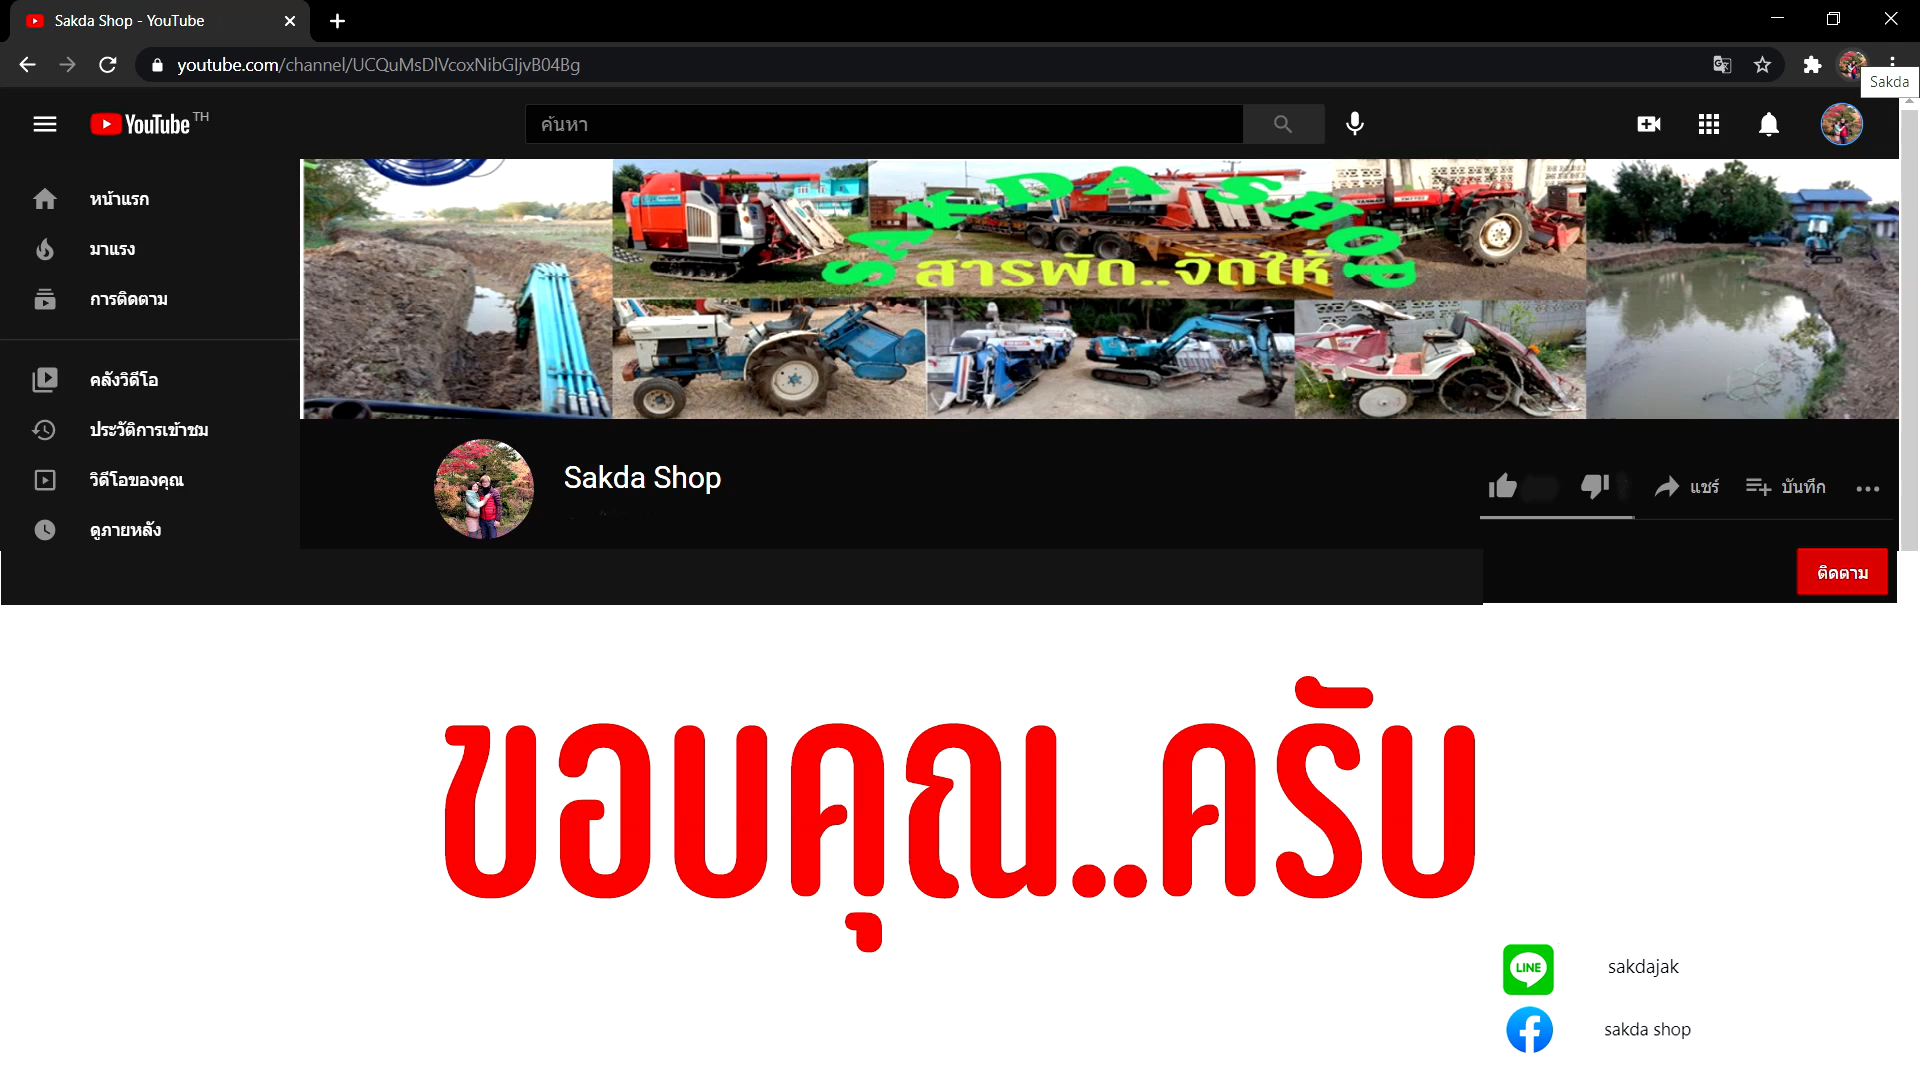 Sakda Shop - YouTube
youtube.com/channel/UCQuMsDlVcoxNibGIjvB04Bg
Sakda
YouTube TH
ค้นหา
หน้าแรก
มาแรง
การติดตาม
คลังวิดีโอ
ประวัติการเข้าชม
วิดีโอของคุณ
ดูภายหลัง
SAKDA SHOP
สารพัด..จัดให้
Sakda Shop
แชร์
บันทึก
ติดตาม
ขอบคุณ..ครับ
LINE sakdajak
sakda shop